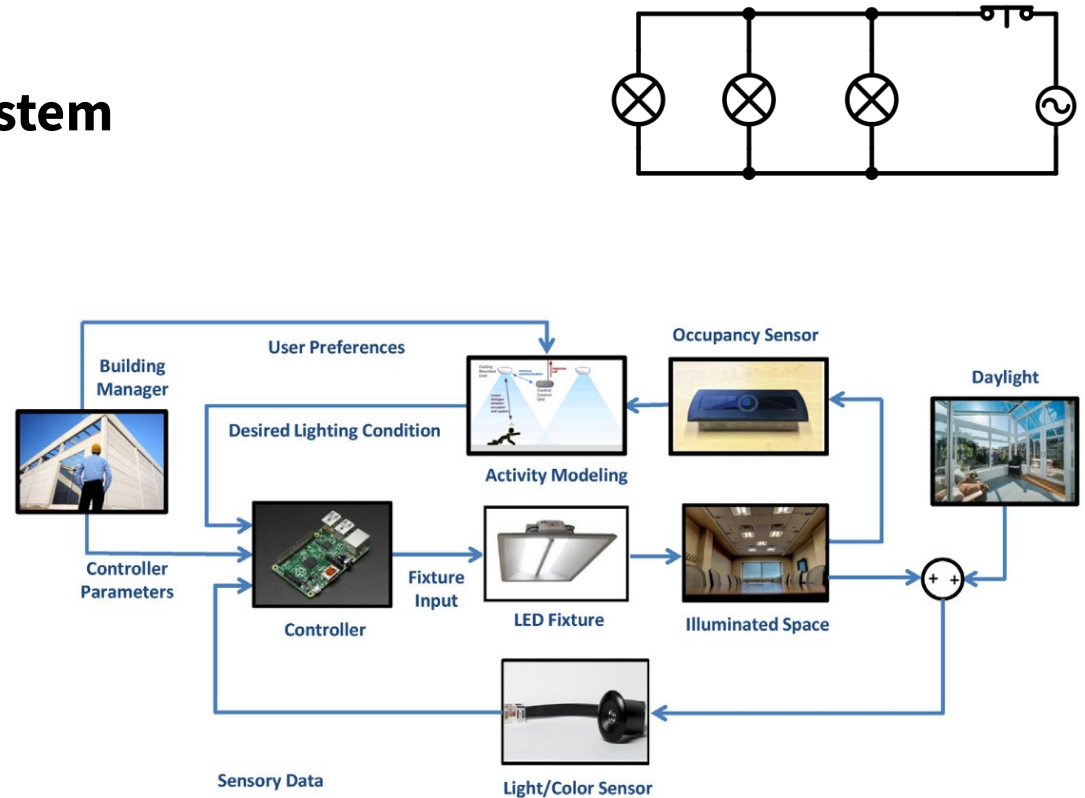 stem
User Preferences
Occupancy Sensor
Building
Manager
Daylight
Desired Lighting Condition
Activity Modeling
Controller
Parameters
Fixture
Input
Controller
LED Fixture
Illuminated Space
+ +
Sensory Data
Light/Color Sensor